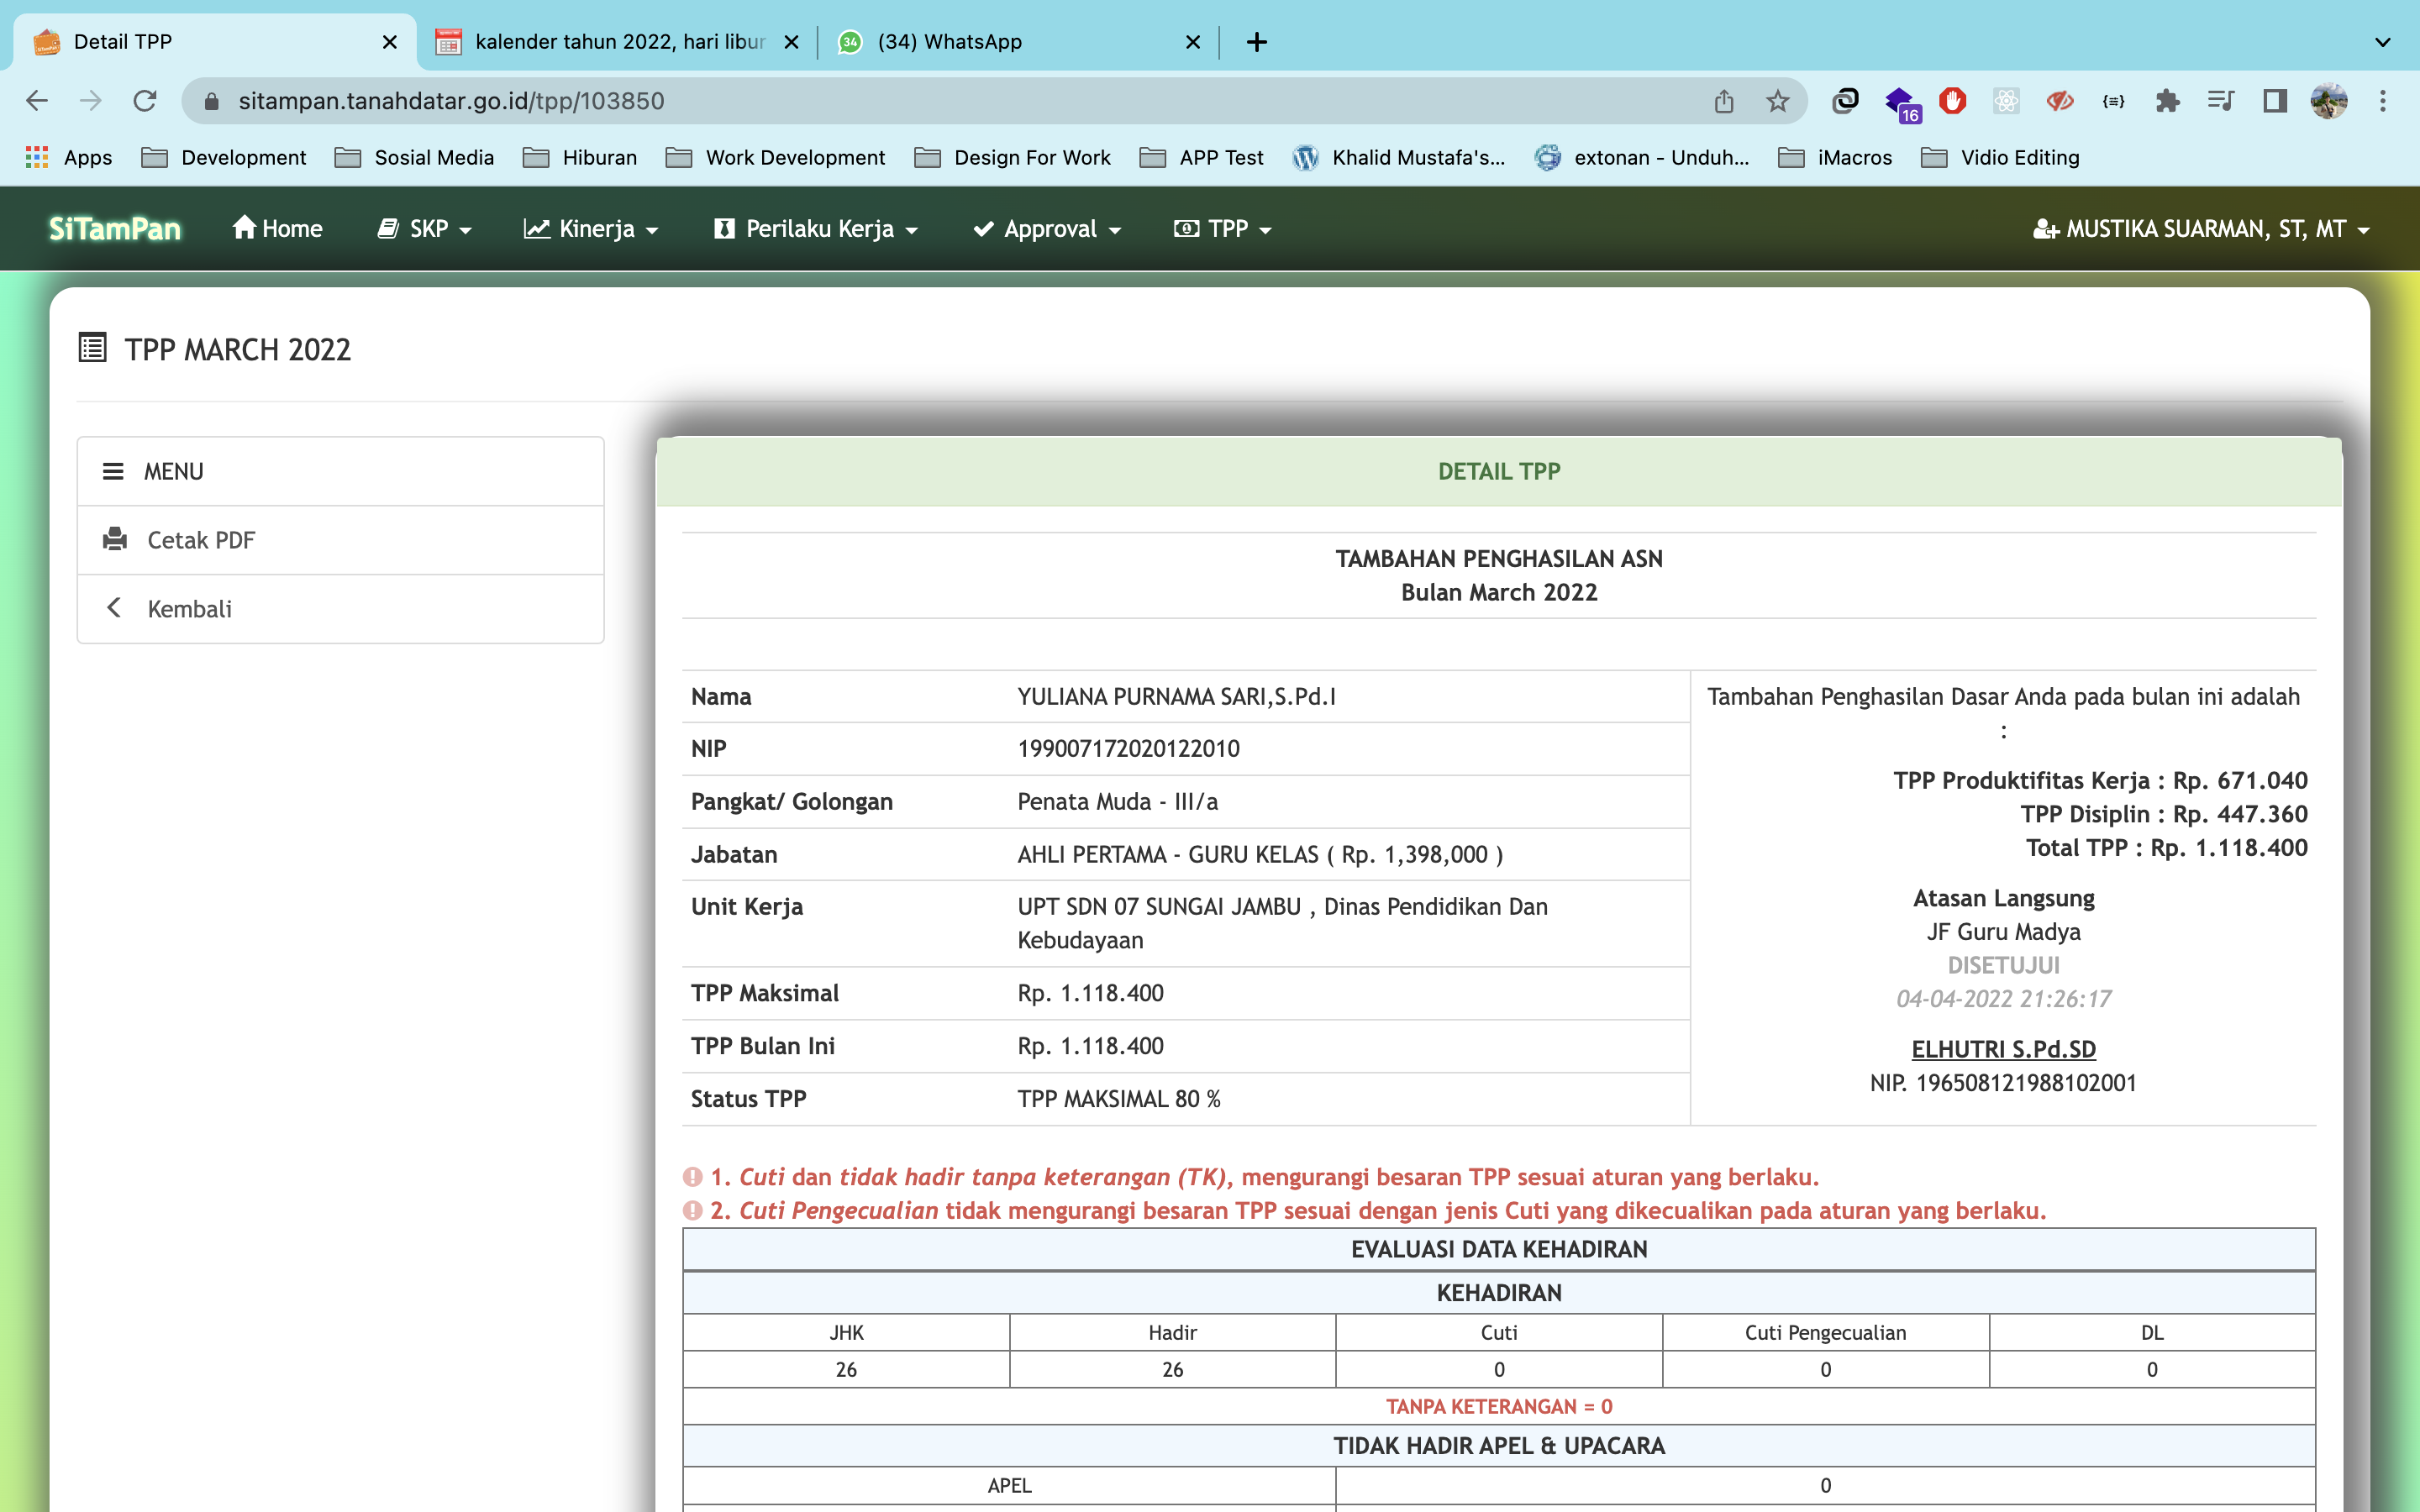 Detail TPP
kalender tahun 2022, hari libur
34
(34) WhatsApp
sitampan.tanahdatar.go.id/tpp/103850
16
Apps
Development
Sosial Media
Hiburan
Work Development
Design For Work
APP Test
Khalid Mustafa's...
extonan - Unduh...
iMacros
Vidio Editing
SiTamPan
Home
SKP
Kinerja
Perilaku Kerja
Approval
TPP
MUSTIKA SUARMAN, ST, MT
TPP MARCH 2022
MENU
Cetak PDF
Kembali
DETAIL TPP
TAMBAHAN PENGHASILAN ASN
Bulan March 2022
Nama YULIANA PURNAMA SARI,S.Pd.I
NIP 199007172020122010
Pangkat/ Golongan Penata Muda - III/a
Jabatan AHLI PERTAMA - GURU KELAS ( Rp. 1,398,000 )
Unit Kerja UPT SDN 07 SUNGAI JAMBU , Dinas Pendidikan Dan
Kebudayaan
TPP Maksimal Rp. 1.118.400
TPP Bulan Ini Rp. 1.118.400
Status TPP TPP MAKSIMAL 80 %
Tambahan Penghasilan Dasar Anda pada bulan ini adalah
:
TPP Produktifitas Kerja : Rp. 671.040
TPP Disiplin : Rp. 447.360
Total TPP : Rp. 1.118.400
Atasan Langsung
JF Guru Madya
DISETUJUI
04-04-2022 21:26:17
ELHUTRI S.Pd.SD
NIP. 196508121988102001
1. Cuti dan tidak hadir tanpa keterangan (TK), mengurangi besaran TPP sesuai aturan yang berlaku.
2. Cuti Pengecualian tidak mengurangi besaran TPP sesuai dengan jenis Cuti yang dikecualikan pada aturan yang berlaku.
EVALUASI DATA KEHADIRAN
KEHADIRAN
JHK Hadir Cuti Cuti Pengecualian DL
26 26 0 0 0
TANPA KETERANGAN = 0
TIDAK HADIR APEL & UPACARA
APEL 0